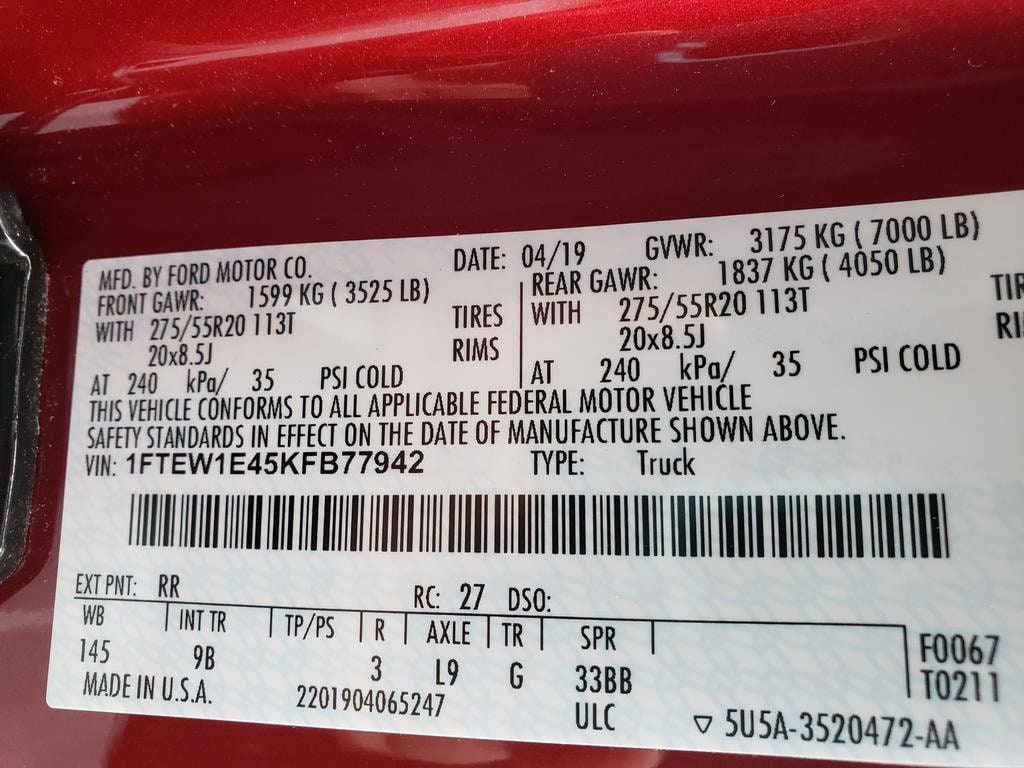 MFD. BY FORD MOTOR CO. DATE: 04/19 GVWR: 3175 KG ( 7000 LB)
FRONT GAWR: 1599 KG ( 3525 LB) REAR GAWR: 1837 KG ( 4050 LB)
WITH 275/55R20 113T TIRES WITH 275/55R20 113T
20x8.5J RIMS 20x8.5J
AT 240 kPa/ 35 PSI COLD AT 240 kPa/ 35 PSI COLD
THIS VEHICLE CONFORMS TO ALL APPLICABLE FEDERAL MOTOR VEHICLE
SAFETY STANDARDS IN EFFECT ON THE DATE OF MANUFACTURE SHOWN ABOVE.
VIN: 1FTEW1E45KFB77942 TYPE: Truck
EXT PNT: RR RC: 27 DSO:
WB INT TR TP/PS R AXLE TR SPR
145 9B 3 L9 G 33BB
F0067
T0211
MADE IN U.S.A. 2201904065247 ULC ▽ 5U5A-3520472-AA